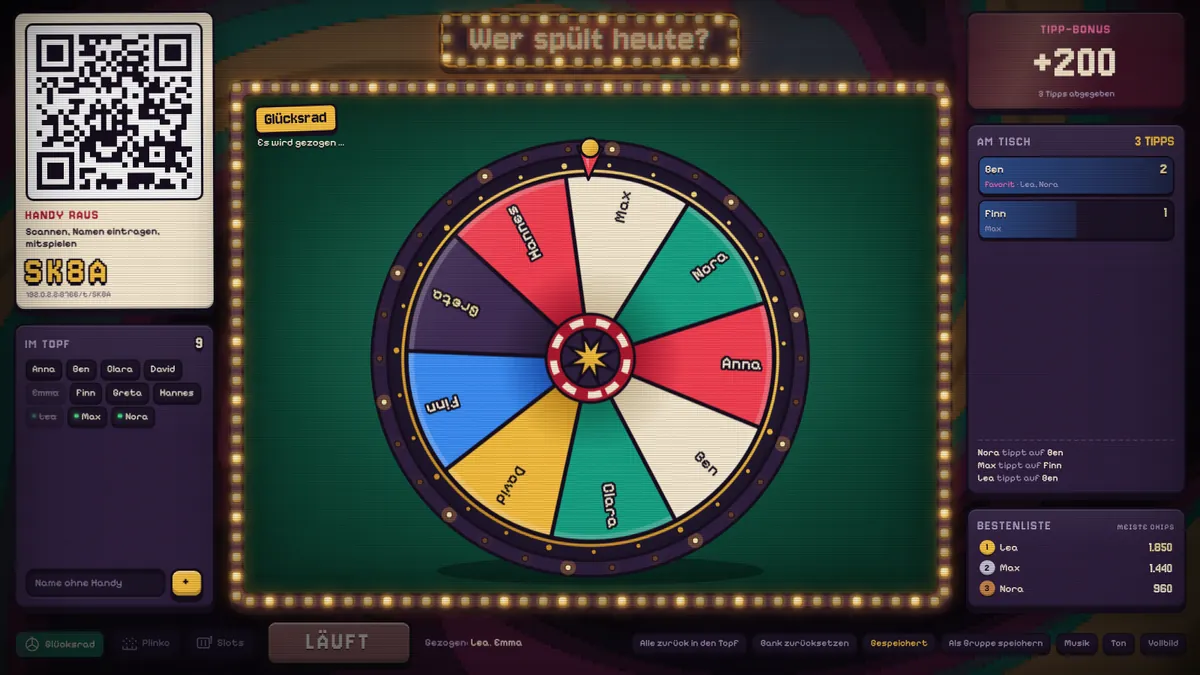 Wer spült heute?
HANDY RAUS
Scannen, Namen eintragen,
mitspielen
SK8A
IM TOPF 9
Anna Ben Clara David
Emma Finn Greta Hannes
Lea Max Nora
Name ohne Handy
+
Glücksrad
Es wird gezogen ...
Max
Nora
Anna
Ben
Clara
David
Finn
Greta
Hannes
TIPP-BONUS
+200
3 Tipps abgegeben
AM TISCH 3 TIPPS
Ben 2
Favorit · Lea, Nora
Finn 1
Max
Nora tippt auf Ben
Max tippt auf Finn
Lea tippt auf Ben
BESTENLISTE MEISTE CHIPS
1 Lea 1.850
2 Max 1.440
3 Nora 960
Glücksrad Plinko Slots LÄUFT Gezogen: Lea, Emma Alle zurück in den Topf Bank zurücksetzen Gespeichert Als Gruppe speichern Musik Ton Vollbild